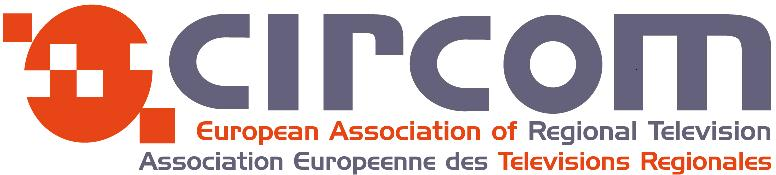 CIRCOM
European Association of Regional Television
Association Europeenne des Televisions Regionales